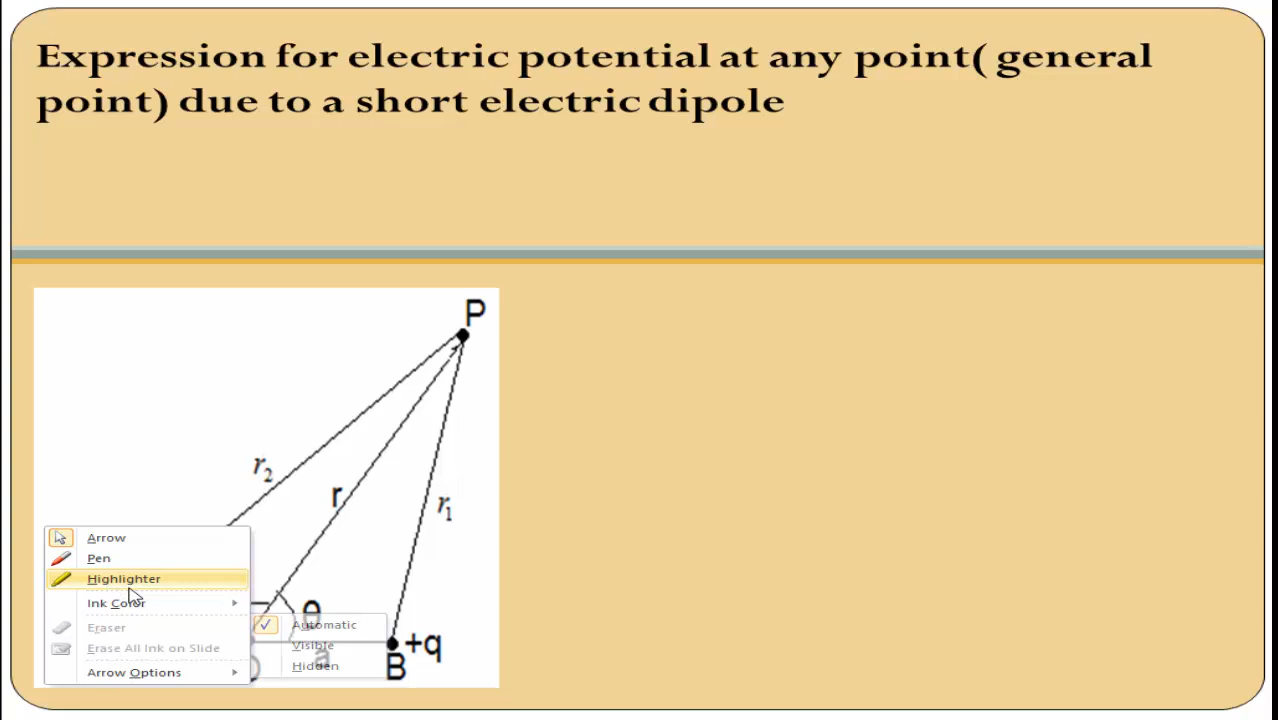 Expression for electric potential at any point( general
point) due to a short electric dipole
P
r2
r
r1
Arrow
Pen
Highlighter
Ink Color
Eraser
Erase All Ink on Slide
Arrow Options
θ
Automatic
Visible
Hidden
a
+q
B